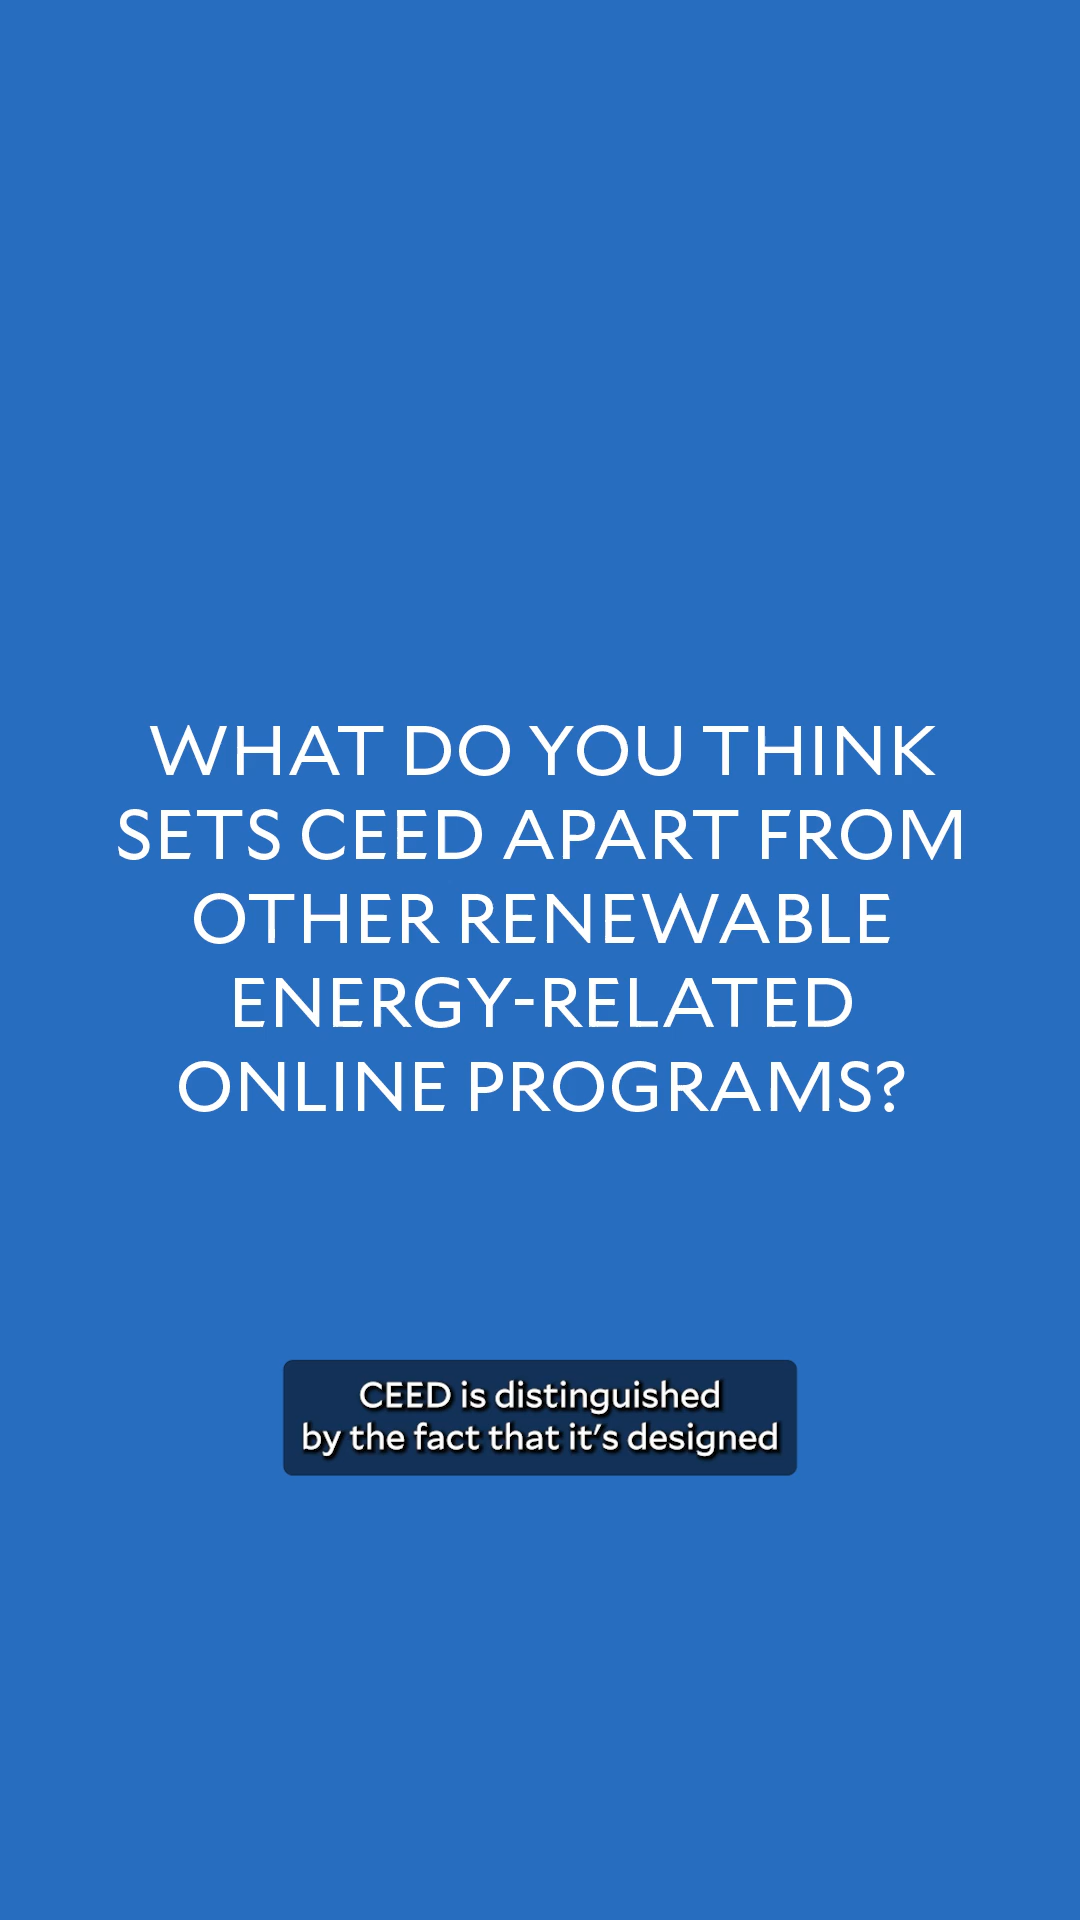 WHAT DO YOU THINK
SETS CEED APART FROM
OTHER RENEWABLE
ENERGY-RELATED
ONLINE PROGRAMS?
CEED is distinguished
by the fact that it's designed